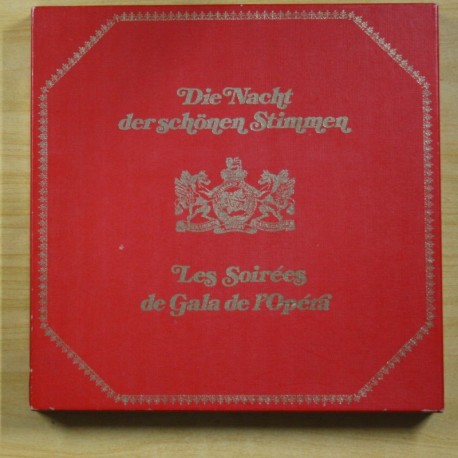 Die Nacht
der schönen Stimmen
Les Soirées
de Gala de l'Opéra